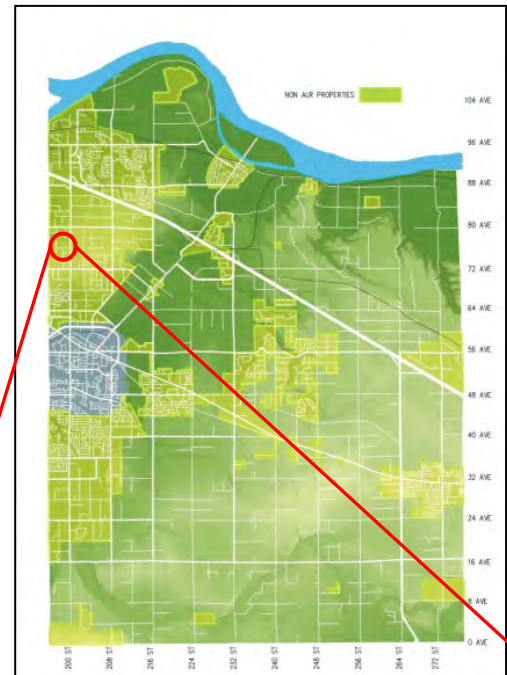 NON ALR PROPERTIES
104 AVE
96 AVE
88 AVE
80 AVE
72 AVE
64 AVE
56 AVE
48 AVE
40 AVE
32 AVE
24 AVE
16 AVE
8 AVE
0 AVE
200 ST
208 ST
216 ST
224 ST
232 ST
240 ST
248 ST
256 ST
264 ST
272 ST